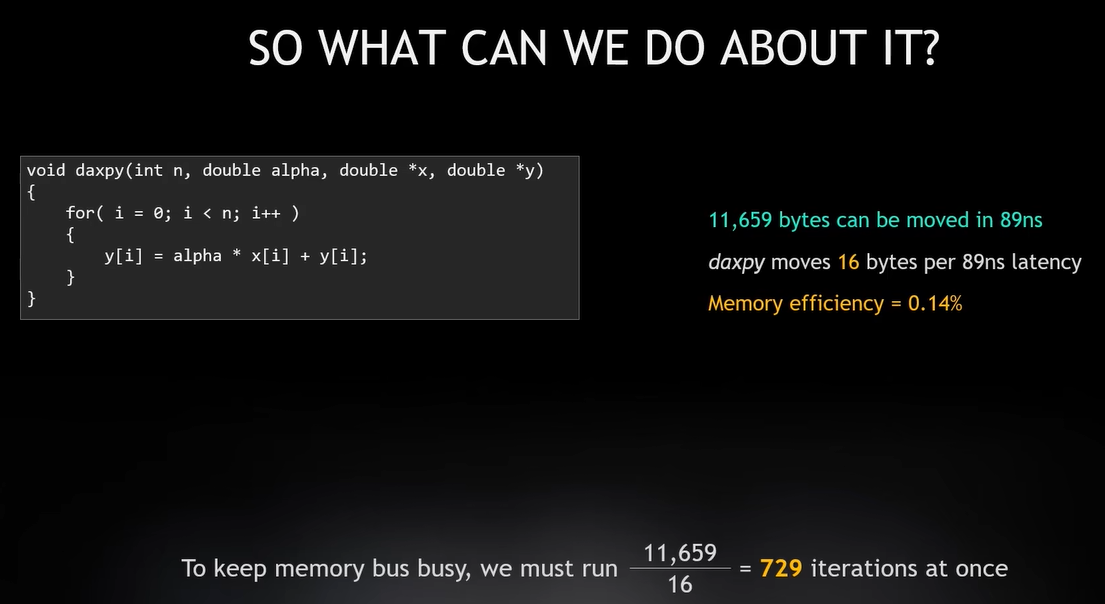 SO WHAT CAN WE DO ABOUT IT?
void daxpy(int n, double alpha, double *x, double *y)
{
    for( i = 0; i < n; i++ )
    {
        y[i] = alpha * x[i] + y[i];
    }
}
11,659 bytes can be moved in 89ns
daxpy moves 16 bytes per 89ns latency
Memory efficiency = 0.14%
To keep memory bus busy, we must run 11,659 / 16 = 729 iterations at once